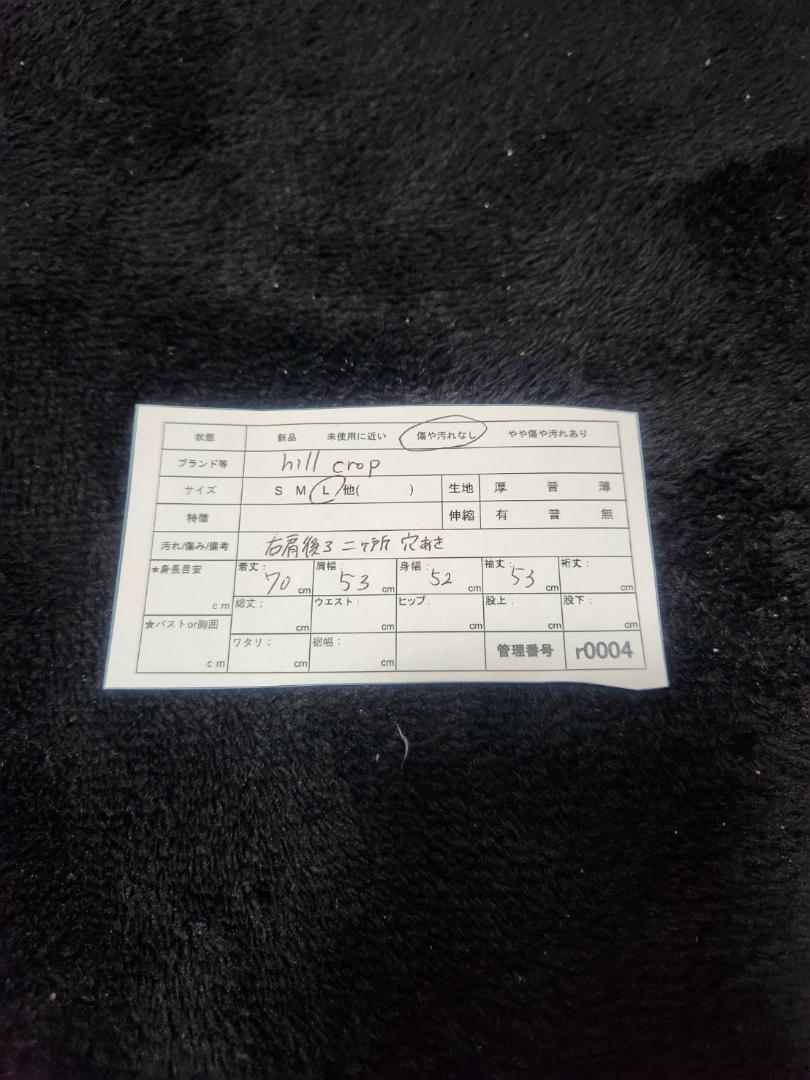 状態 新品 未使用に近い 傷や汚れなし やや傷や汚れあり
ブランド等 hill crop
サイズ S M L 他( ) 生地 厚 普 薄
特徴 伸縮 有 普 無
汚れ/傷み/備考 右肩後ろ 二ヶ所 穴あき
★身長目安 cm 着丈: 70 cm 肩幅: 53 cm 身幅: 52 cm 袖丈: 53 cm 裄丈: cm
総丈: cm ウエスト: cm ヒップ: cm 股上: cm 股下: cm
★バストor胸囲 cm ワタリ: cm 裾幅: cm 管理番号 r0004